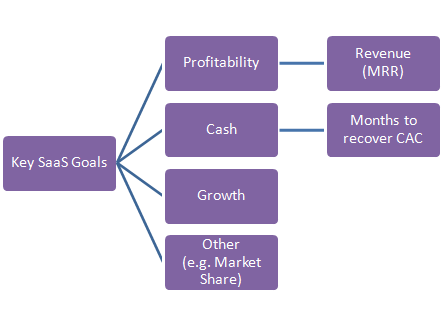 Key SaaS Goals
Profitability
Revenue
(MRR)
Cash
Months to
recover CAC
Growth
Other
(e.g. Market
Share)